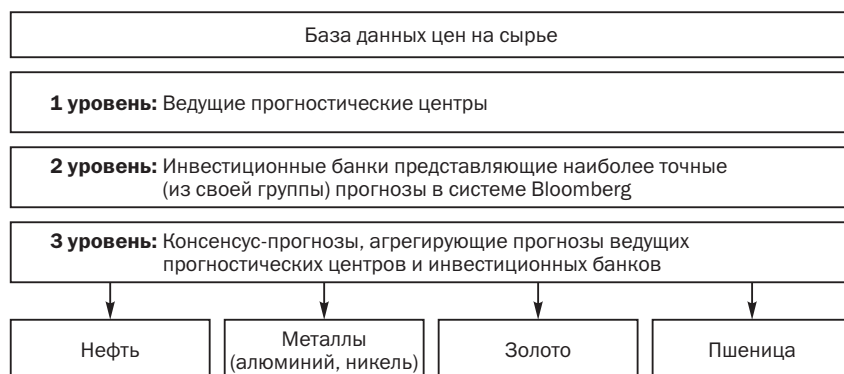 База данных цен на сырье
1 уровень: Ведущие прогностические центры
2 уровень: Инвестиционные банки представляющие наиболее точные
(из своей группы) прогнозы в системе Bloomberg
3 уровень: Консенсус-прогнозы, агрегирующие прогнозы ведущих
прогностических центров и инвестиционных банков
Нефть
Металлы
(алюминий, никель)
Золото
Пшеница